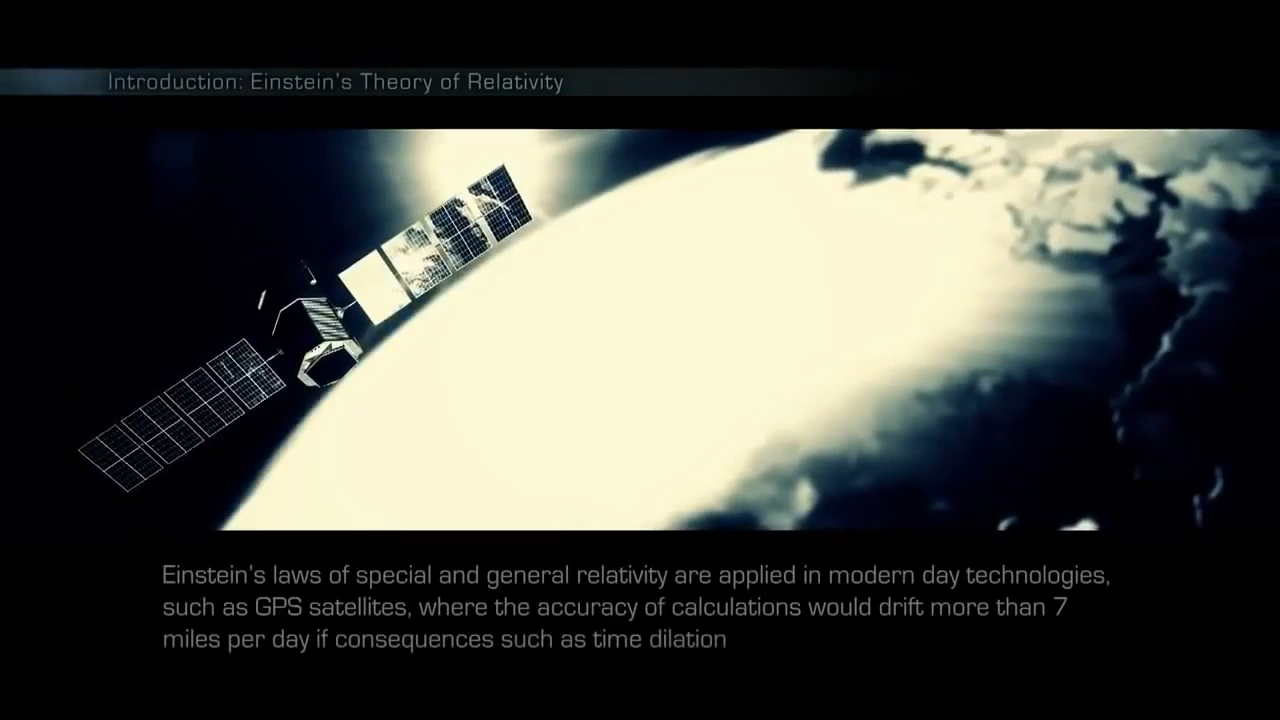 Introduction: Einstein's Theory of Relativity
Einstein's laws of special and general relativity are applied in modern day technologies,
such as GPS satellites, where the accuracy of calculations would drift more than 7
miles per day if consequences such as time dilation